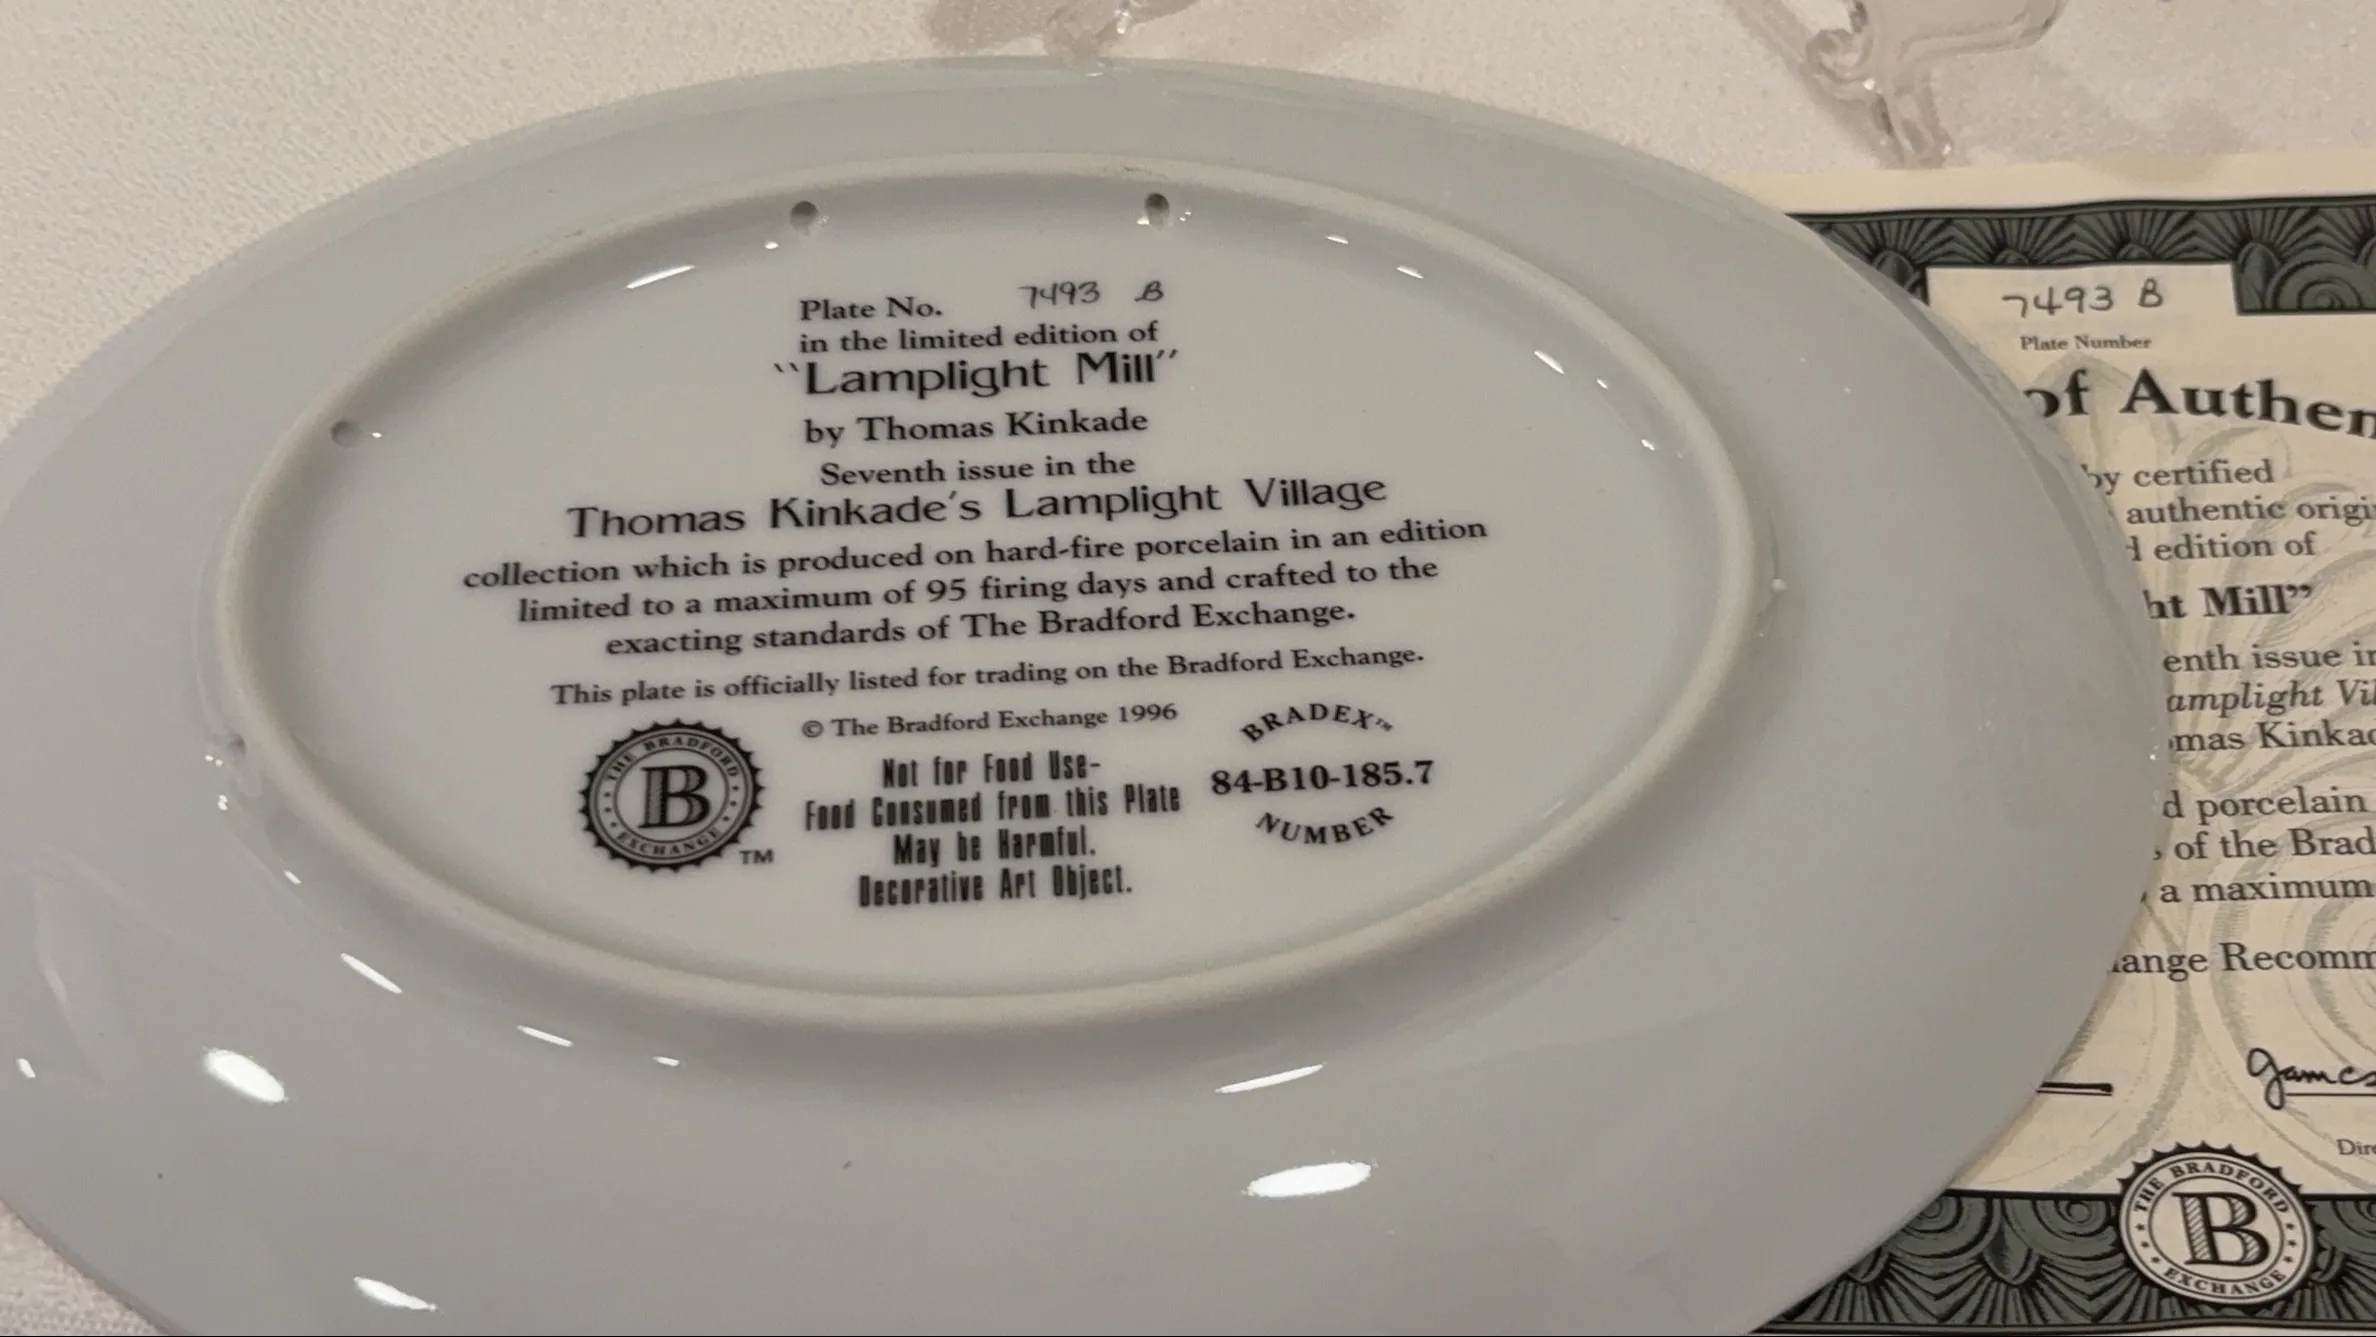 Plate No. 7493 B
in the limited edition of
"Lamplight Mill"
by Thomas Kinkade
Seventh issue in the
Thomas Kinkade's Lamplight Village
collection which is produced on hard-fire porcelain in an edition
limited to a maximum of 95 firing days and crafted to the
exacting standards of The Bradford Exchange.
This plate is officially listed for trading on the Bradford Exchange.
© The Bradford Exchange 1996
THE BRADFORD
B
EXCHANGE
TM
Not for Food Use-
Food Consumed from this Plate
May be Harmful.
Decorative Art Object.
BRADEX™
84-B10-185.7
NUMBER
7493 B
Plate Number
of Authen
by certified
authentic origi
edition of
ht Mill”
enth issue in
amplight Vil
mas Kinkad
d porcelain
of the Brad
a maximum
ange Recomm
James
Dire
THE BRADFORD
B
EXCHANGE